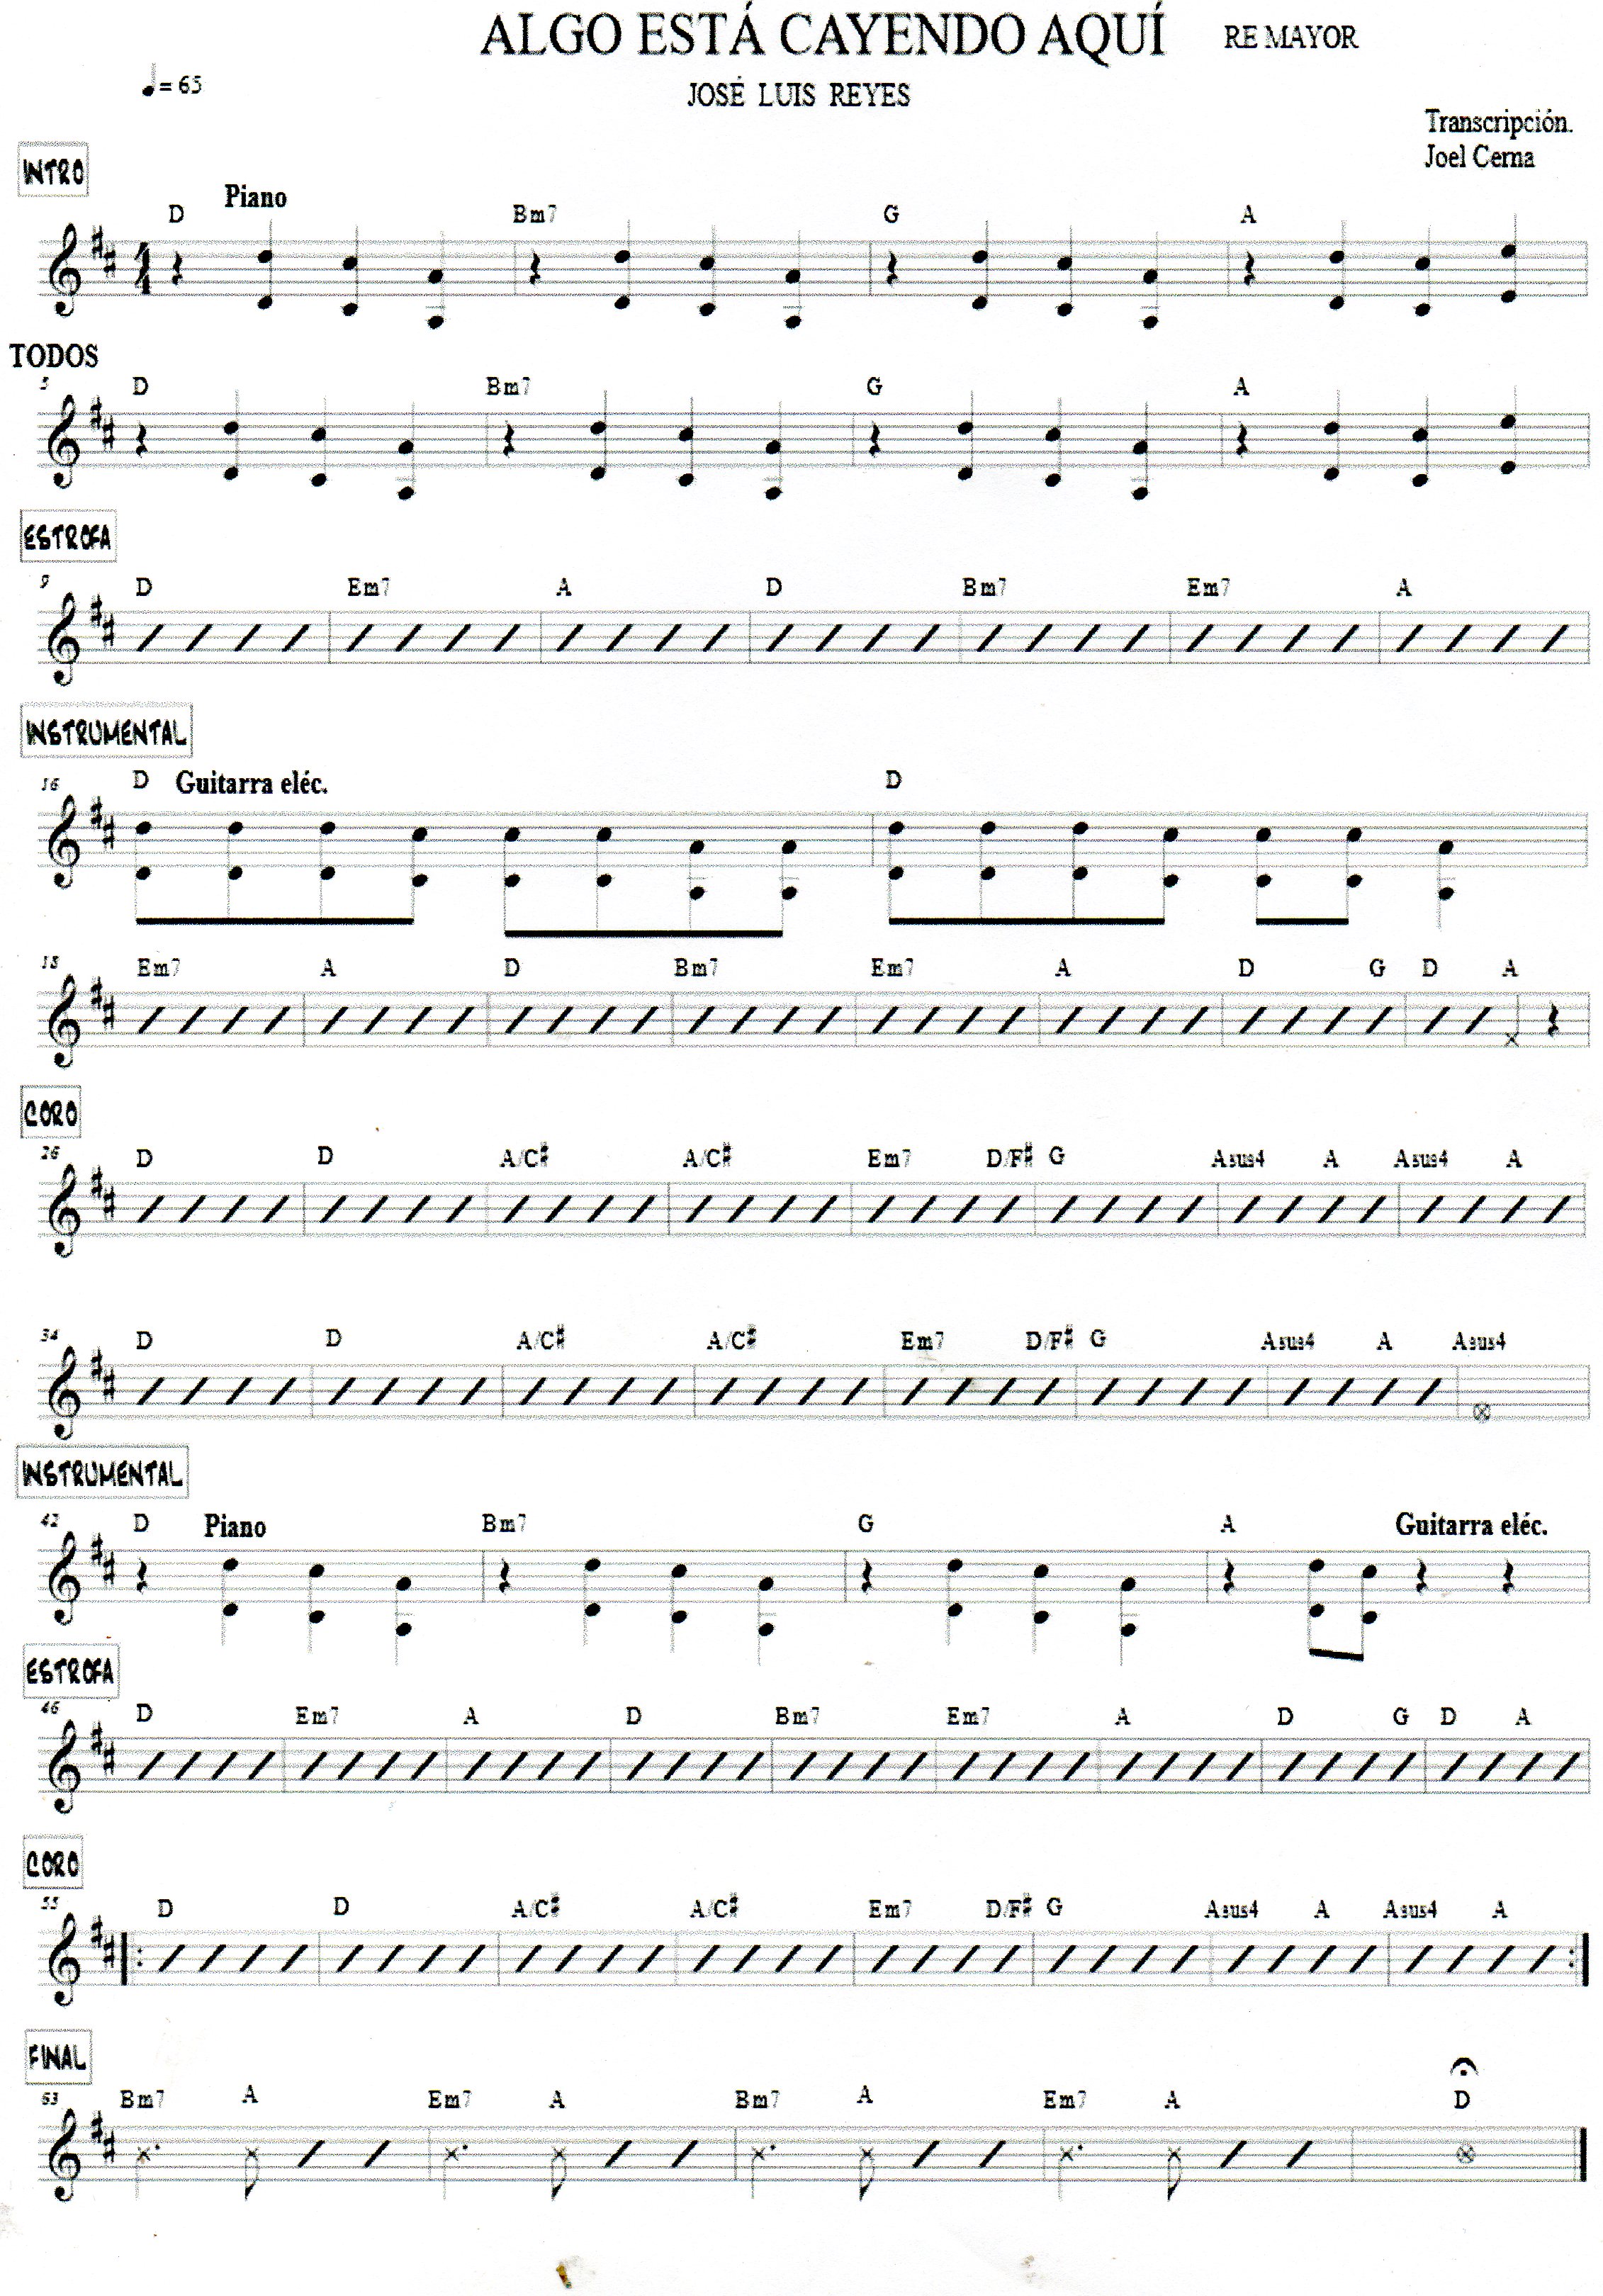 ALGO ESTÁ CAYENDO AQUÍ RE MAYOR
♩= 65
JOSÉ LUIS REYES
Transcripción.
Joel Cerna
INTRO
Piano
D Bm7 G A
4/4
TODOS
5 D Bm7 G A
ESTROFA
9 D Em7 A D Bm7 Em7 A
INSTRUMENTAL
16 D Guitarra eléc. D
18 Em7 A D Bm7 Em7 A D G D A
CORO
26 D D A/C# A/C# Em7 D/F# G Asus4 A Asus4 A
34 D D A/C# A/C# Em7 D/F# G Asus4 A Asus4
INSTRUMENTAL
42 D Piano Bm7 G A Guitarra eléc.
ESTROFA
46 D Em7 A D Bm7 Em7 A D G D A
CORO
55 D D A/C# A/C# Em7 D/F# G Asus4 A Asus4 A
FINAL
63 Bm7 A Em7 A Bm7 A Em7 A D